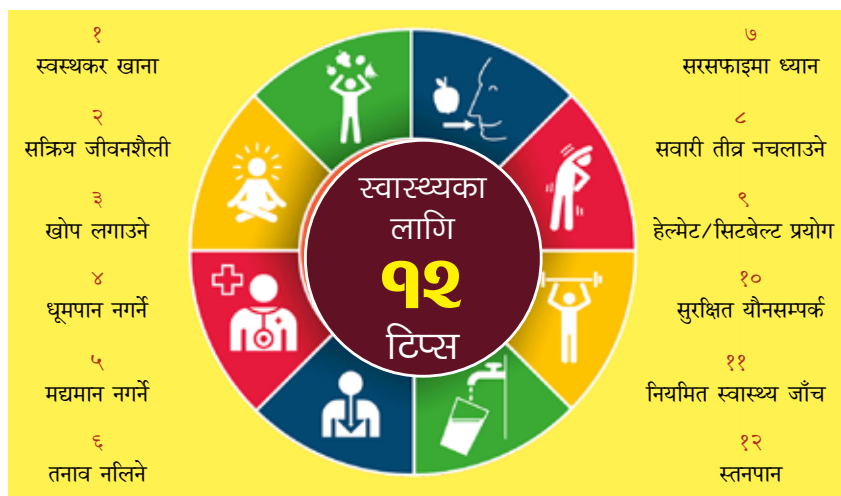 १
स्वस्थकर खाना
२
सक्रिय जीवनशैली
३
खोप लगाउने
४
धूमपान नगर्ने
५
मद्यमान नगर्ने
६
तनाव नलिने
स्वास्थ्यका
लागि
१२
टिप्स
७
सरसफाइमा ध्यान
८
सवारी तीव्र नचलाउने
९
हेल्मेट/सिटबेल्ट प्रयोग
१०
सुरक्षित यौनसम्पर्क
११
नियमित स्वास्थ्य जाँच
१२
स्तनपान